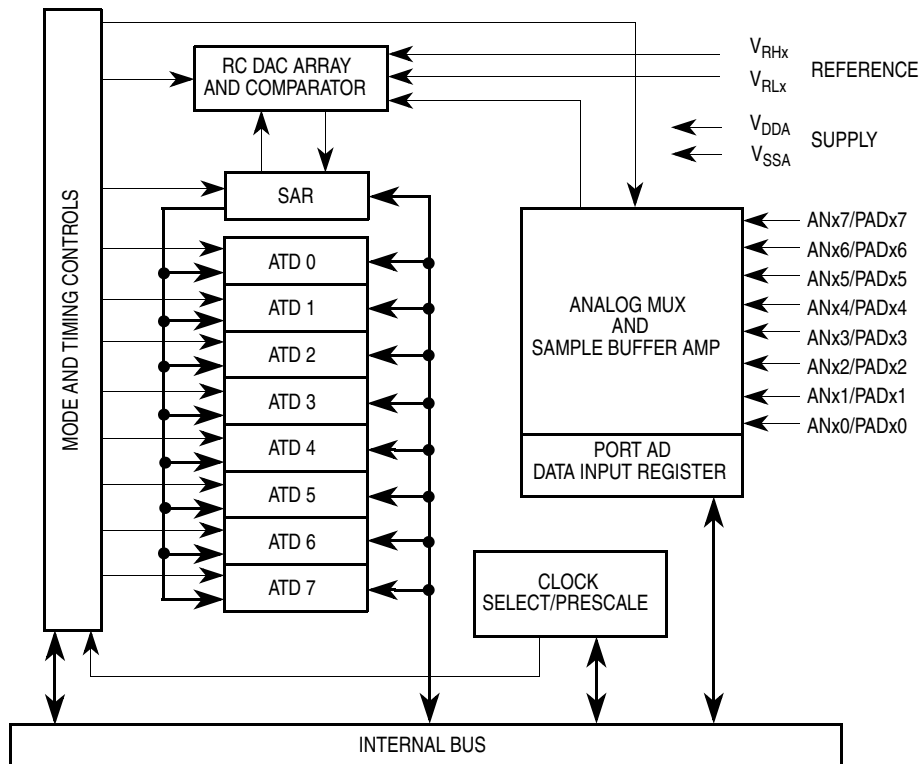 MODE AND TIMING CONTROLS
RC DAC ARRAY
AND COMPARATOR
V_RHx
V_RLx
REFERENCE
V_DDA
V_SSA
SUPPLY
SAR
ATD 0
ATD 1
ATD 2
ATD 3
ATD 4
ATD 5
ATD 6
ATD 7
ANALOG MUX
AND
SAMPLE BUFFER AMP
PORT AD
DATA INPUT REGISTER
ANx7/PADx7
ANx6/PADx6
ANx5/PADx5
ANx4/PADx4
ANx3/PADx3
ANx2/PADx2
ANx1/PADx1
ANx0/PADx0
CLOCK
SELECT/PRESCALE
INTERNAL BUS